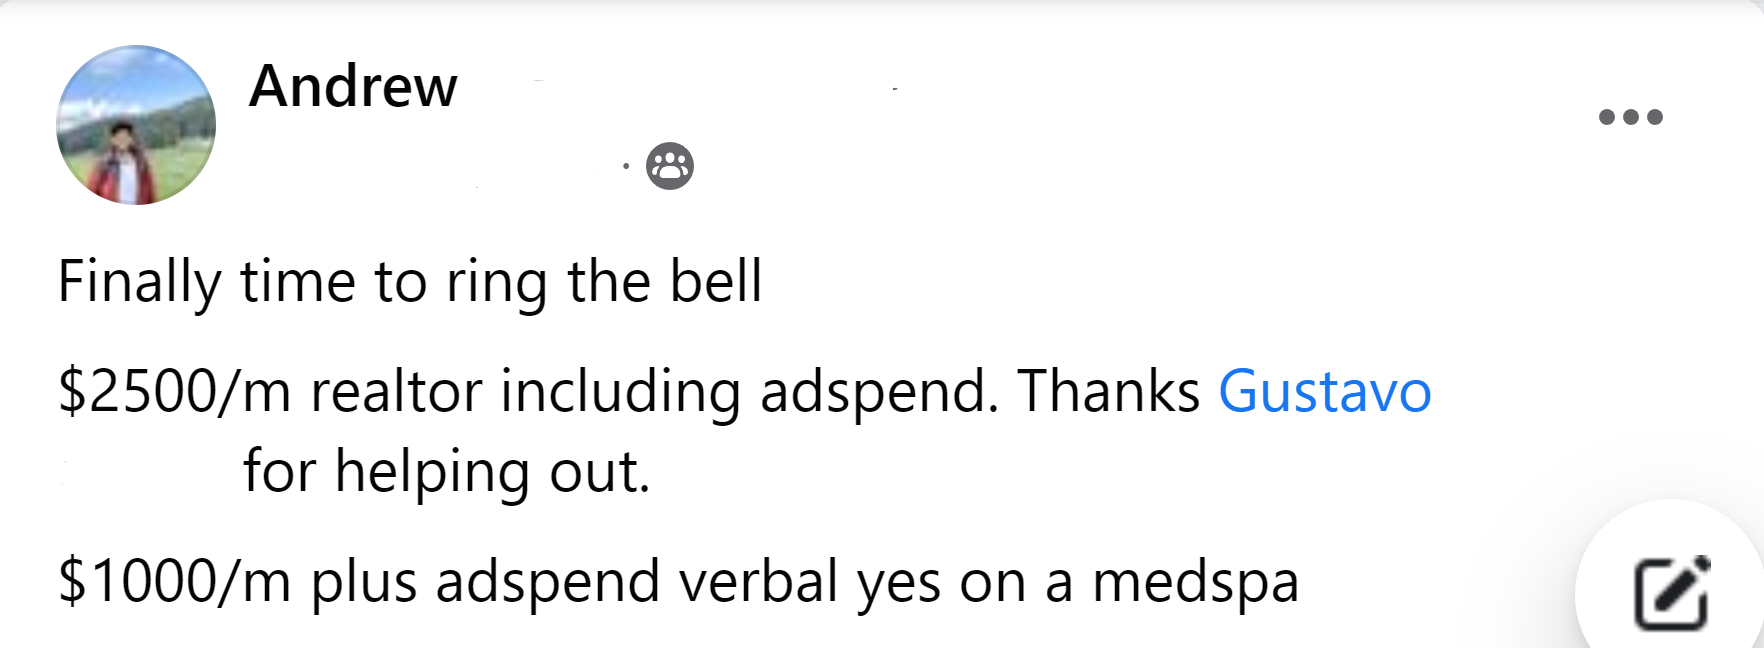 Andrew
Finally time to ring the bell
$2500/m realtor including adspend. Thanks Gustavo
for helping out.
$1000/m plus adspend verbal yes on a medspa